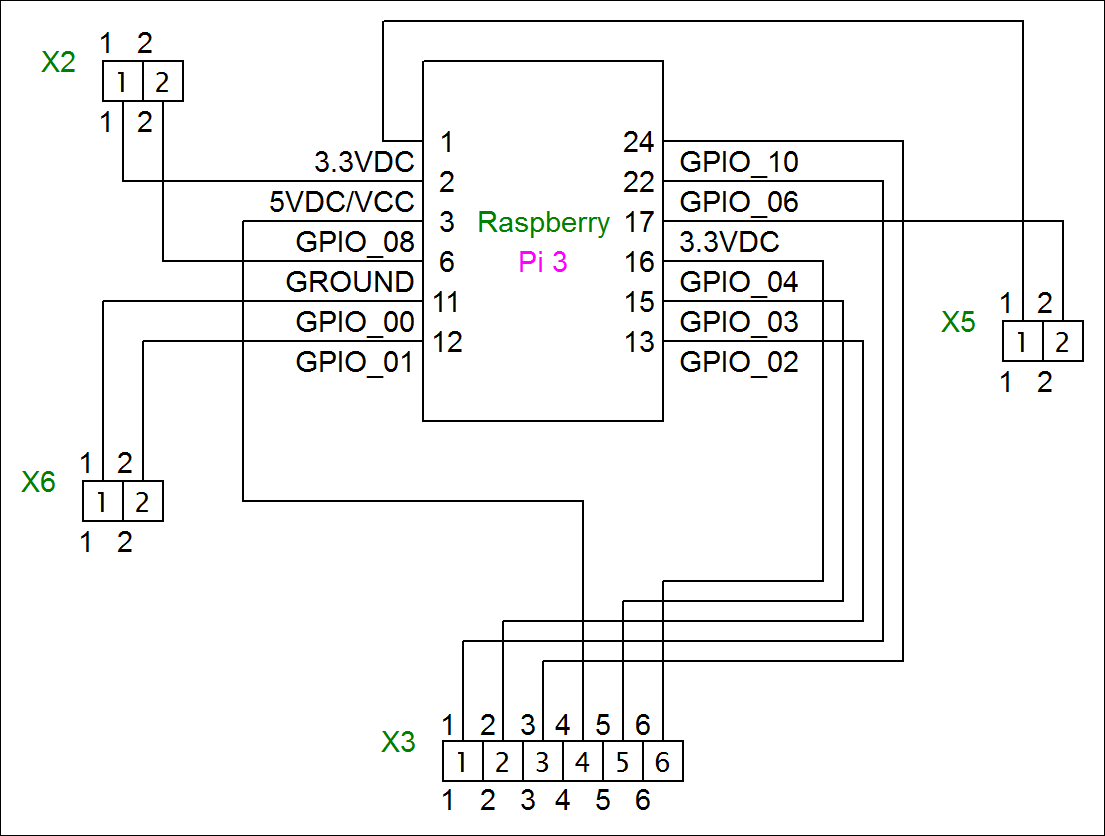 1 2
X2
1 2
1 2
1 24
3.3VDC GPIO_10
2 22
5VDC/VCC GPIO_06
3 Raspberry 17
GPIO_08 3.3VDC
6 Pi 3 16
GROUND GPIO_04
11 15
GPIO_00 GPIO_03
12 13
GPIO_01 GPIO_02
1 2
X5
1 2
1 2
1 2
X6
1 2
1 2
1 2 3 4 5 6
X3
1 2 3 4 5 6
1 2 3 4 5 6